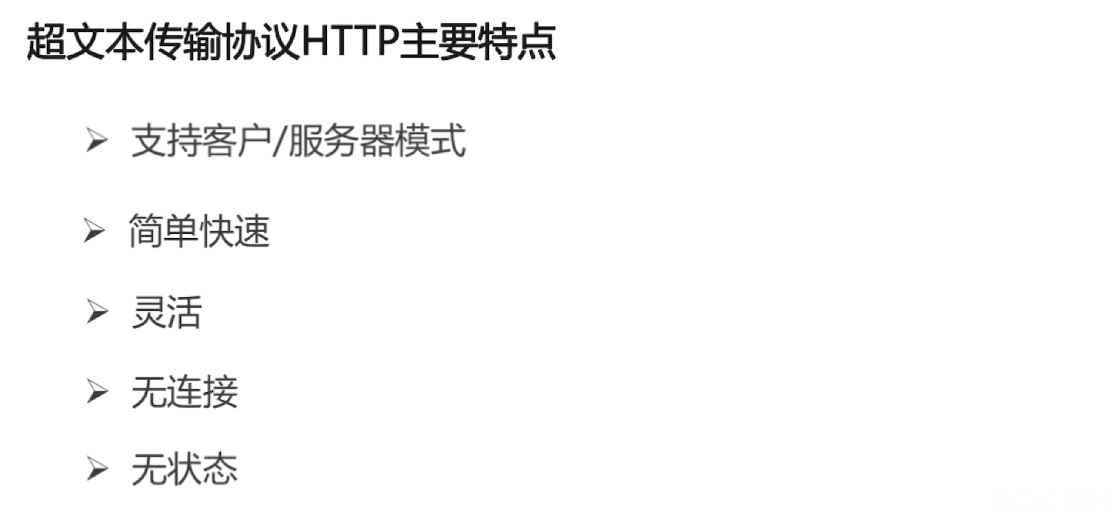 超文本传输协议HTTP主要特点
➢ 支持客户/服务器模式
➢ 简单快速
➢ 灵活
➢ 无连接
➢ 无状态